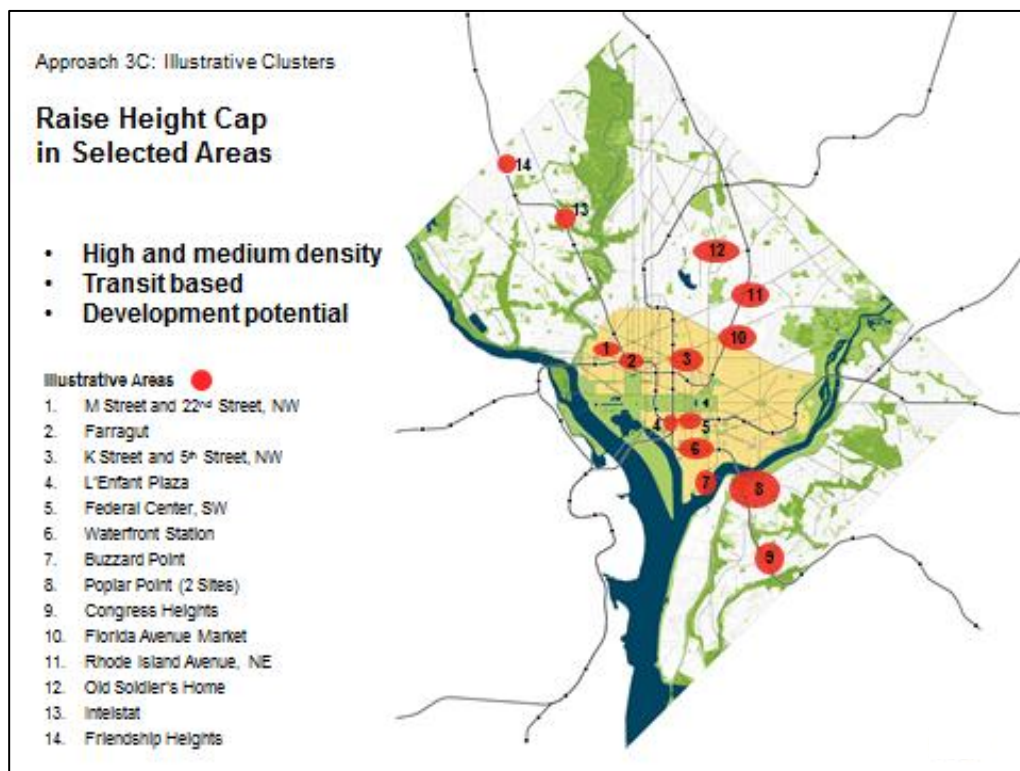 Approach 3C: Illustrative Clusters
Raise Height Cap
in Selected Areas
• High and medium density
• Transit based
• Development potential
Illustrative Areas
1. M Street and 22nd Street, NW
2. Farragut
3. K Street and 5th Street, NW
4. L'Enfant Plaza
5. Federal Center, SW
6. Waterfront Station
7. Buzzard Point
8. Poplar Point (2 Sites)
9. Congress Heights
10. Florida Avenue Market
11. Rhode Island Avenue, NE
12. Old Soldier's Home
13. Intelstat
14. Friendship Heights
14
13
12
11
10
1
2
3
4
5
6
7
8
9